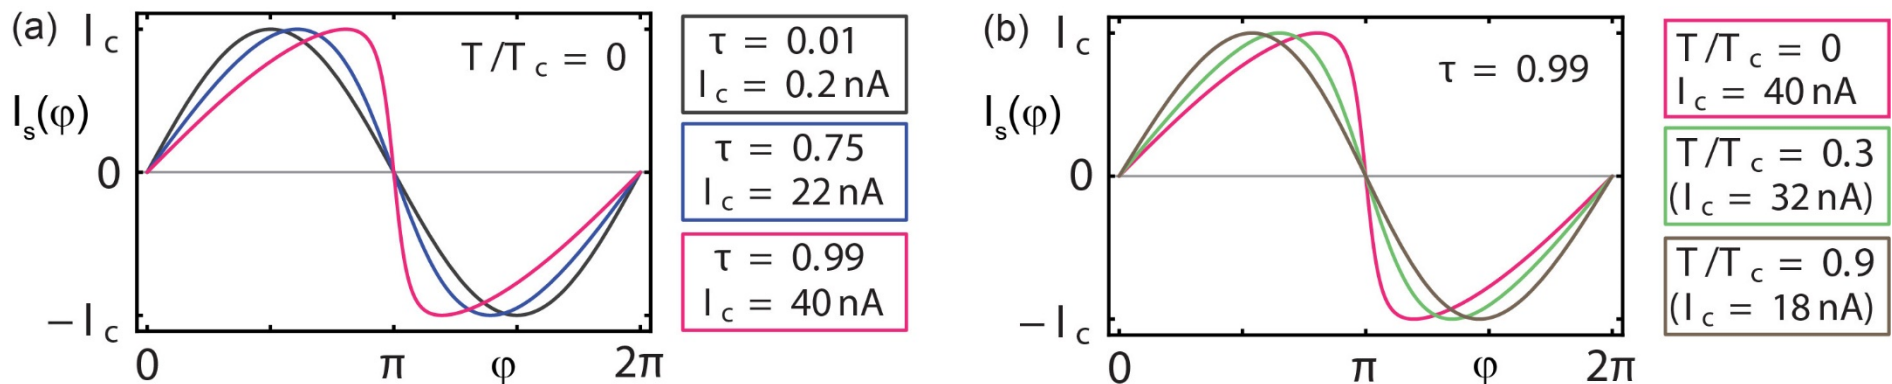 (a)
I c
T/T c = 0
I s (φ)
0
– I c
0
π
φ
2π
τ = 0.01
I c = 0.2 nA
τ = 0.75
I c = 22 nA
τ = 0.99
I c = 40 nA
(b)
I c
τ = 0.99
I s (φ)
0
– I c
0
π
φ
2π
T/T c = 0
I c = 40 nA
T/T c = 0.3
(I c = 32 nA)
T/T c = 0.9
(I c = 18 nA)